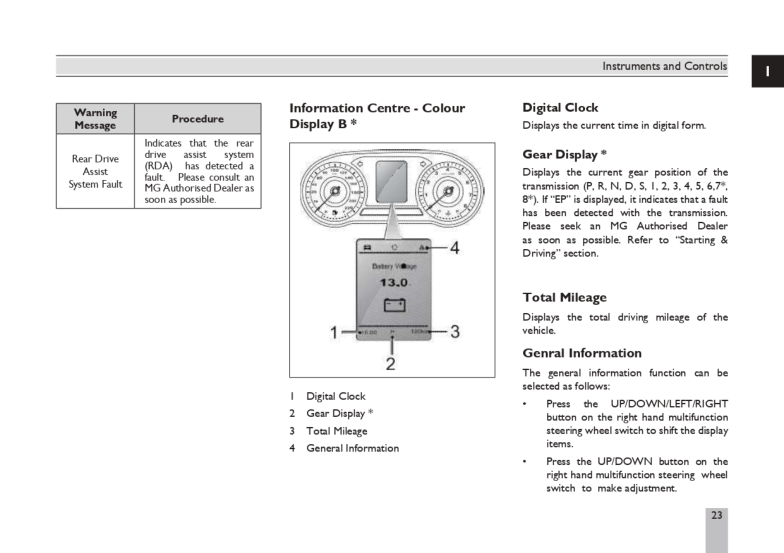 Instruments and Controls
1
Warning
Message
Procedure
Rear Drive
Assist
System Fault
Indicates that the rear
drive assist system
(RDA) has detected a
fault. Please consult an
MG Authorised Dealer as
soon as possible.
Information Centre - Colour
Display B *
4
Battery Voltage
13.0
1
3
2
1 Digital Clock
2 Gear Display *
3 Total Mileage
4 General Information
Digital Clock
Displays the current time in digital form.
Gear Display *
Displays the current gear position of the
transmission (P, R, N, D, S, 1, 2, 3, 4, 5, 6,7*,
8*). If “EP” is displayed, it indicates that a fault
has been detected with the transmission.
Please seek an MG Authorised Dealer
as soon as possible. Refer to “Starting &
Driving” section.
Total Mileage
Displays the total driving mileage of the
vehicle.
Genral Information
The general information function can be
selected as follows:
• Press the UP/DOWN/LEFT/RIGHT
button on the right hand multifunction
steering wheel switch to shift the display
items.
• Press the UP/DOWN button on the
right hand multifunction steering wheel
switch to make adjustment.
23